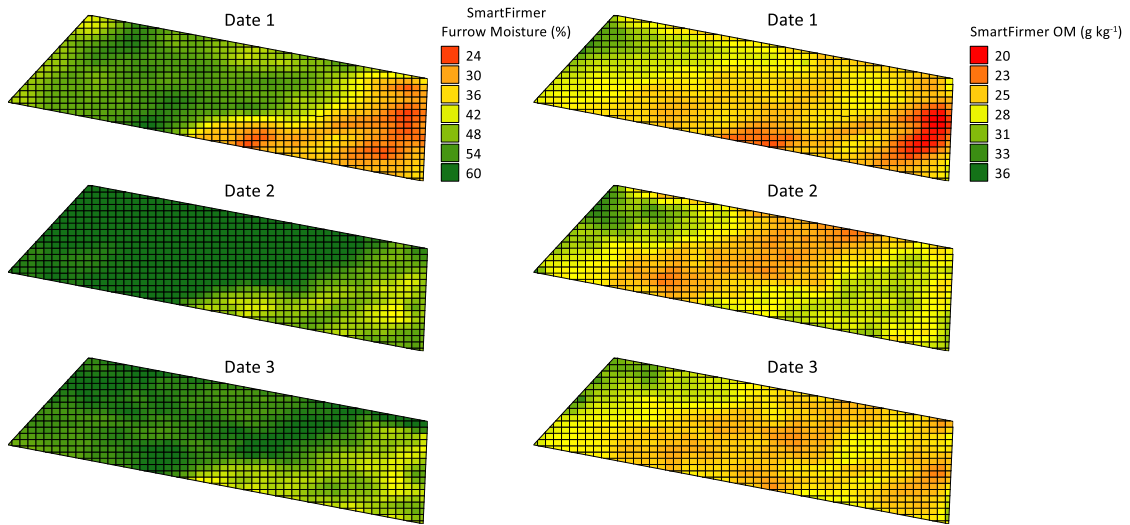 Date 1
SmartFirmer
Furrow Moisture (%)
24
30
36
42
48
54
60
Date 1
SmartFirmer OM (g kg⁻¹)
20
23
25
28
31
33
36
Date 2
Date 2
Date 3
Date 3